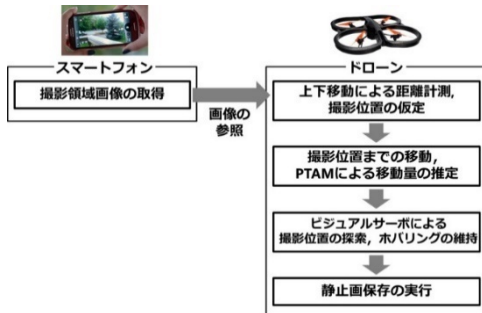 スマートフォン
撮影領域画像の取得
画像の
参照
ドローン
上下移動による距離計測,
撮影位置の仮定
撮影位置までの移動,
PTAMによる移動量の推定
ビジュアルサーボによる
撮影位置の探索, ホバリングの維持
静止画保存の実行